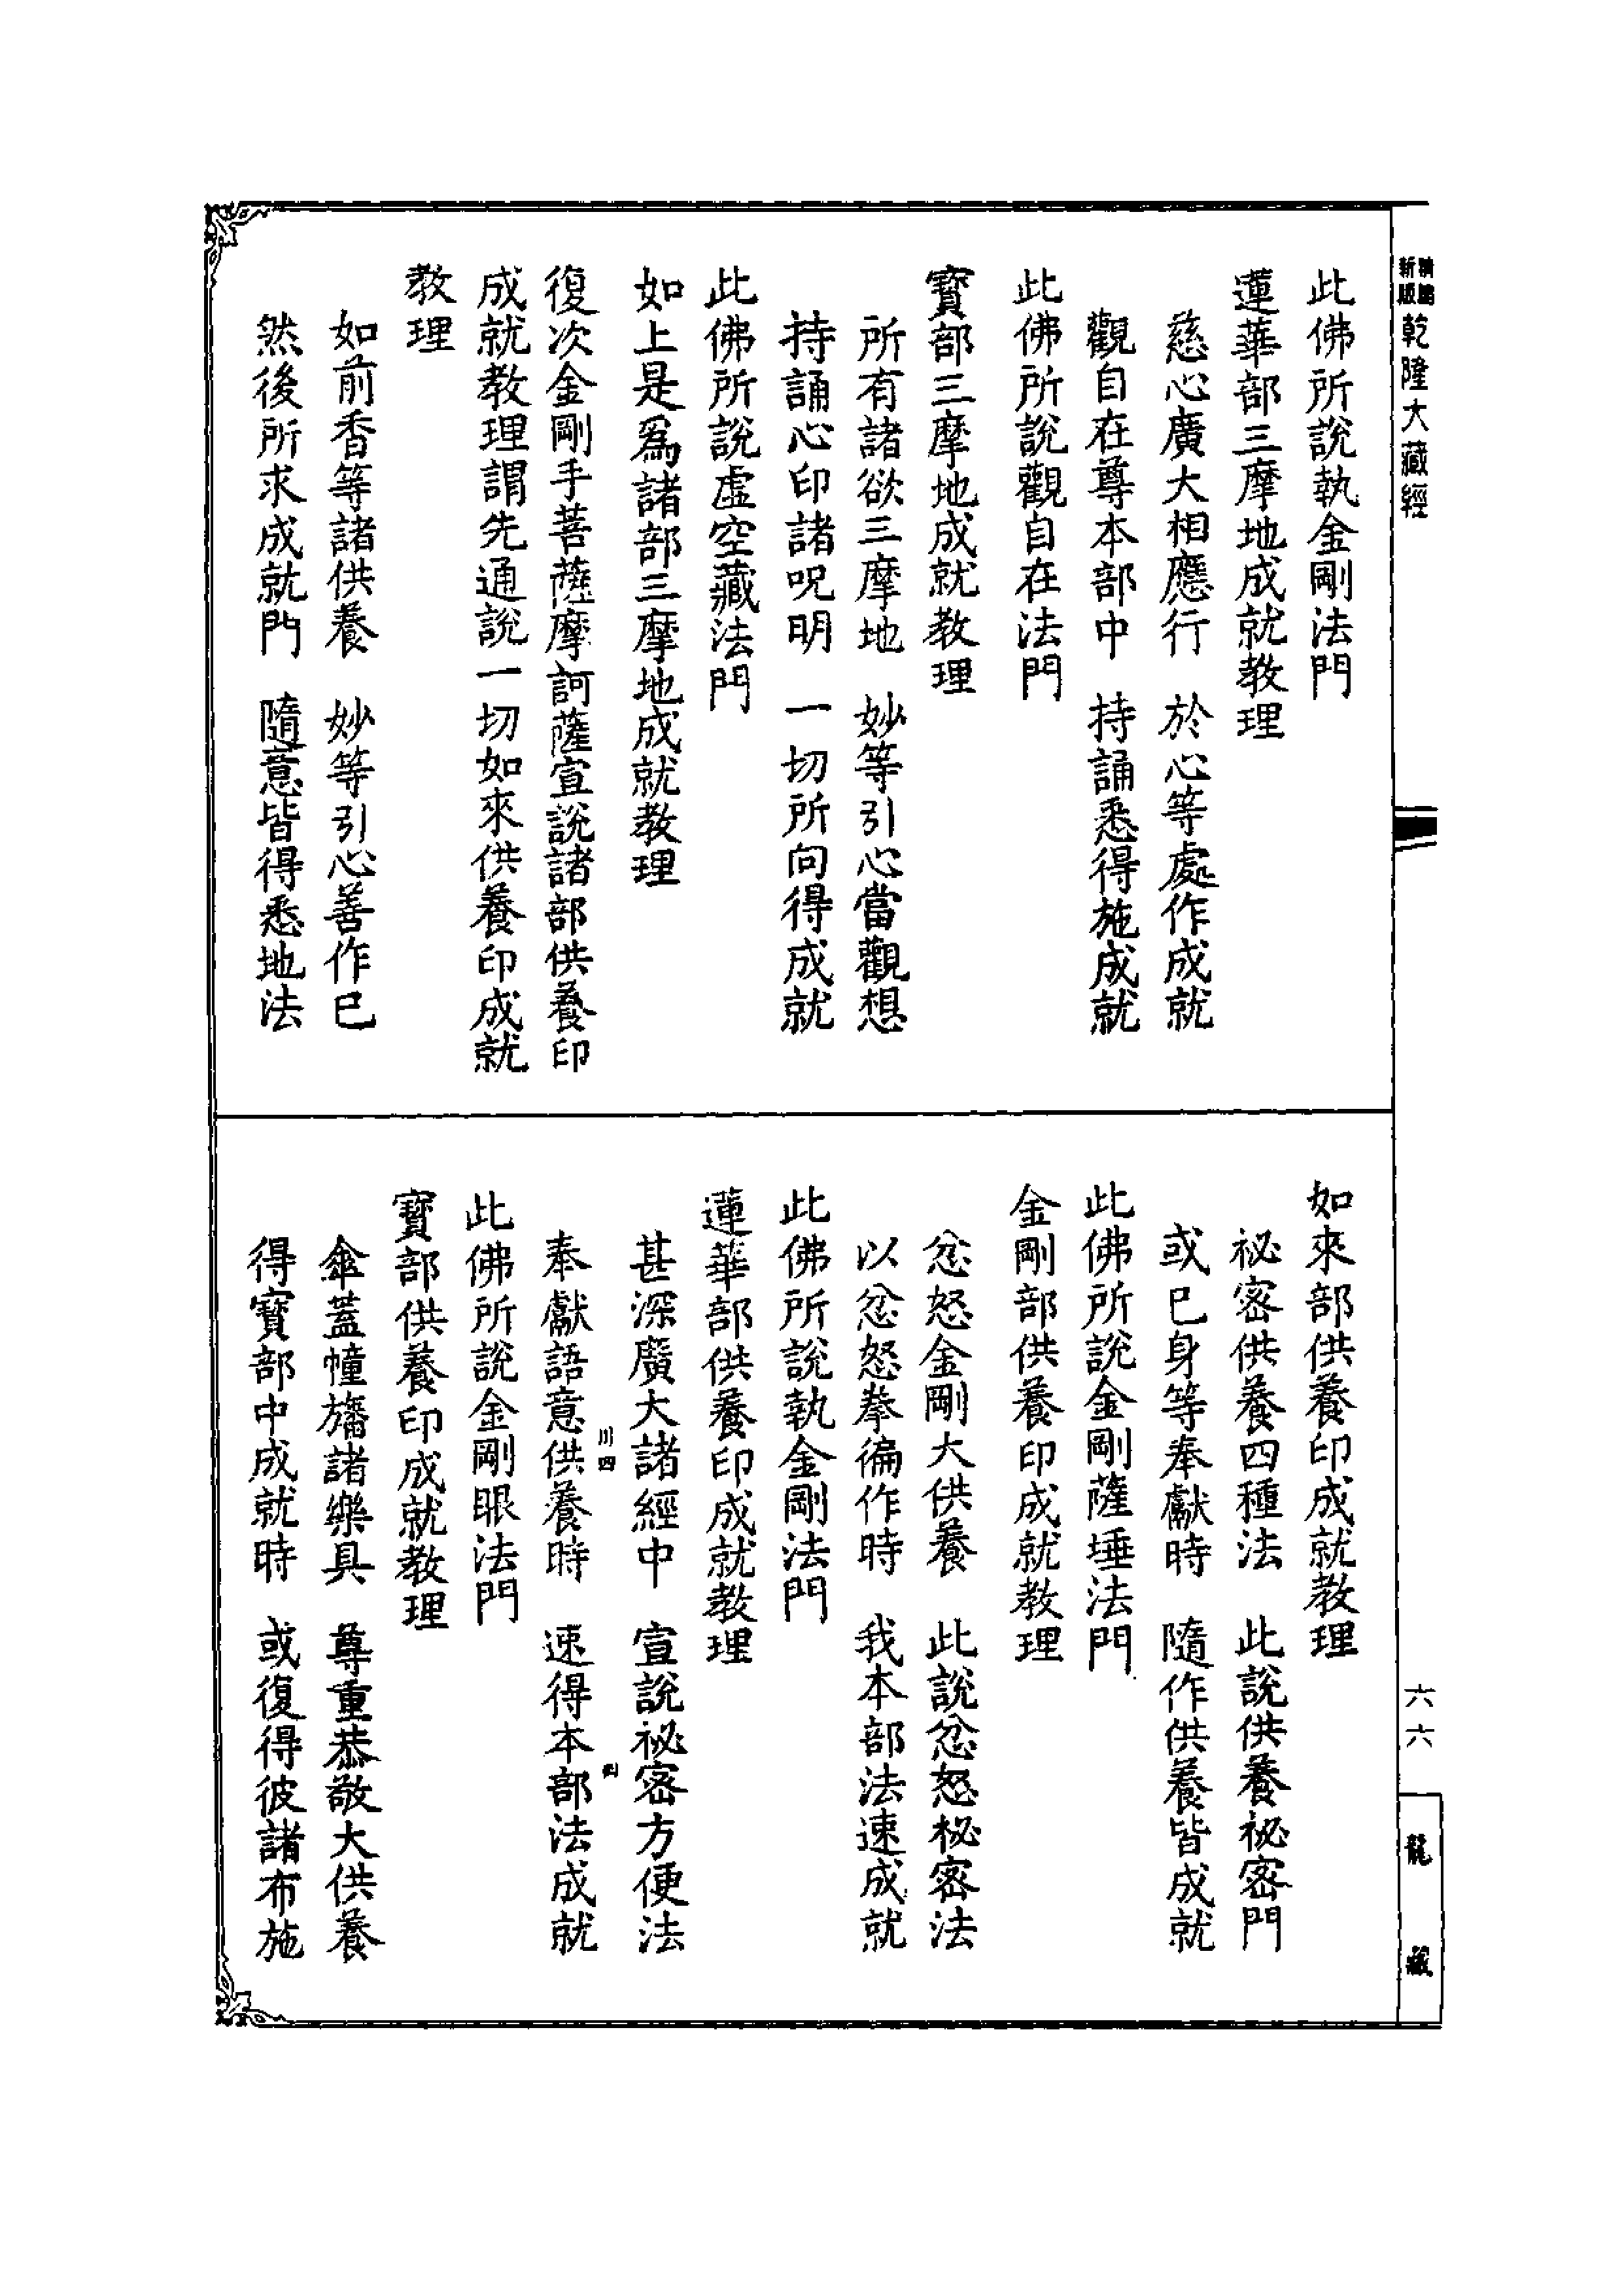 此佛所說執金剛法門
蓮華部三摩地成就教理
慈心廣大相應行　於心等處作成就
觀自在尊本部中　持誦悉得施成就
此佛所說觀自在法門
寶部三摩地成就教理
所有諸欲三摩地　妙等引心當觀想
持誦心印諸呪明　一切所向得成就
此佛所說虛空藏法門
如上是爲諸部三摩地成就教理
復次金剛手菩薩摩訶薩宣說諸部供養印
成就教理謂先通說一切如來供養印成就
教理
如前香等諸供養　妙等引心善作已
然後所求成就門　隨意皆得悉地法
如來部供養印成就教理
祕密供養四種法　此說供養祕密門
或已身等奉獻時　隨作供養皆成就
此佛所說金剛薩埵法門
金剛部供養印成就教理
忿怒金剛大供養　此說忿怒祕密法
以忿怒拳徧作時　我本部法速成就
此佛所說執金剛法門
蓮華部供養印成就教理
甚深廣大諸經中　宣說祕密方便法
奉獻語意供養時　速得本部法成就
川四
此佛所說金剛眼法門
寶部供養印成就教理
傘蓋幢旛諸樂具　尊重恭敬大供養
得寶部中成就時　或復得彼諸布施
新版
乾隆大藏經
六六
龍藏